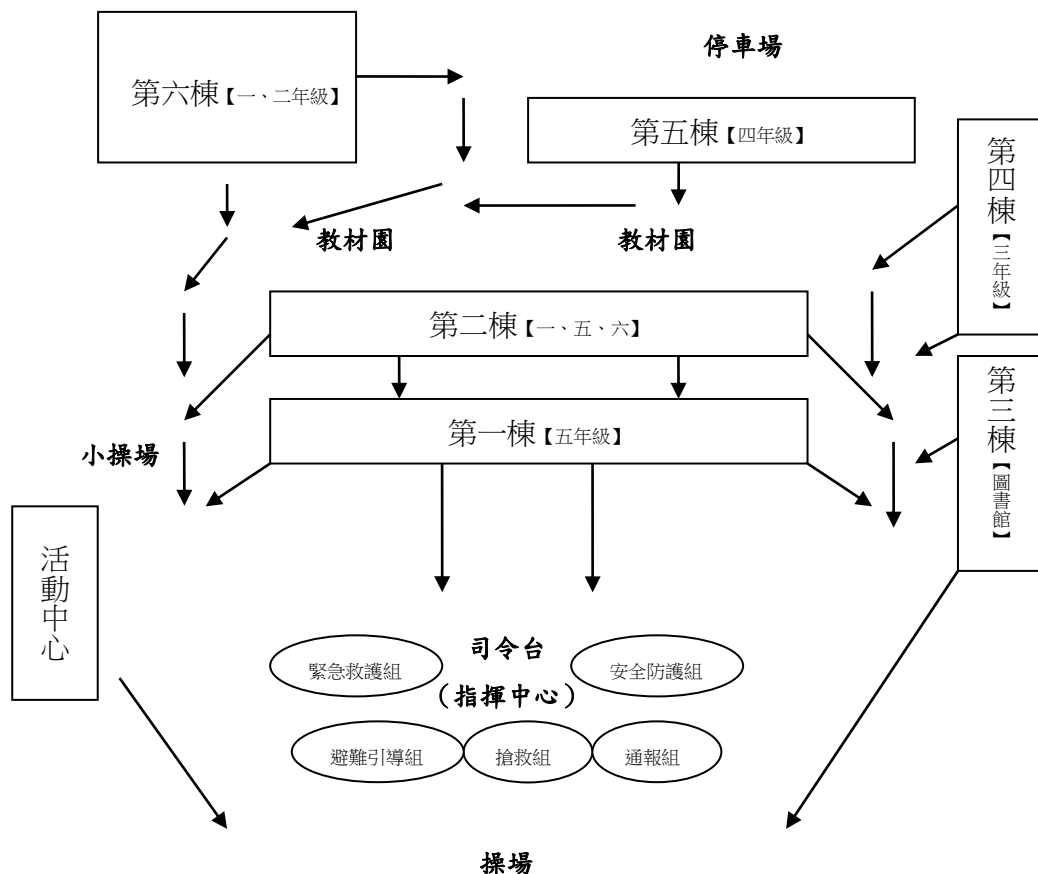 停車場
第六棟【一、二年級】
第五棟【四年級】
第四棟【三年級】
教材園
教材園
第二棟【一、五、六】
第三棟【圖書館】
第一棟【五年級】
小操場
活動中心
司令台
緊急救護組
安全防護組
（指揮中心）
避難引導組
搶救組
通報組
操場